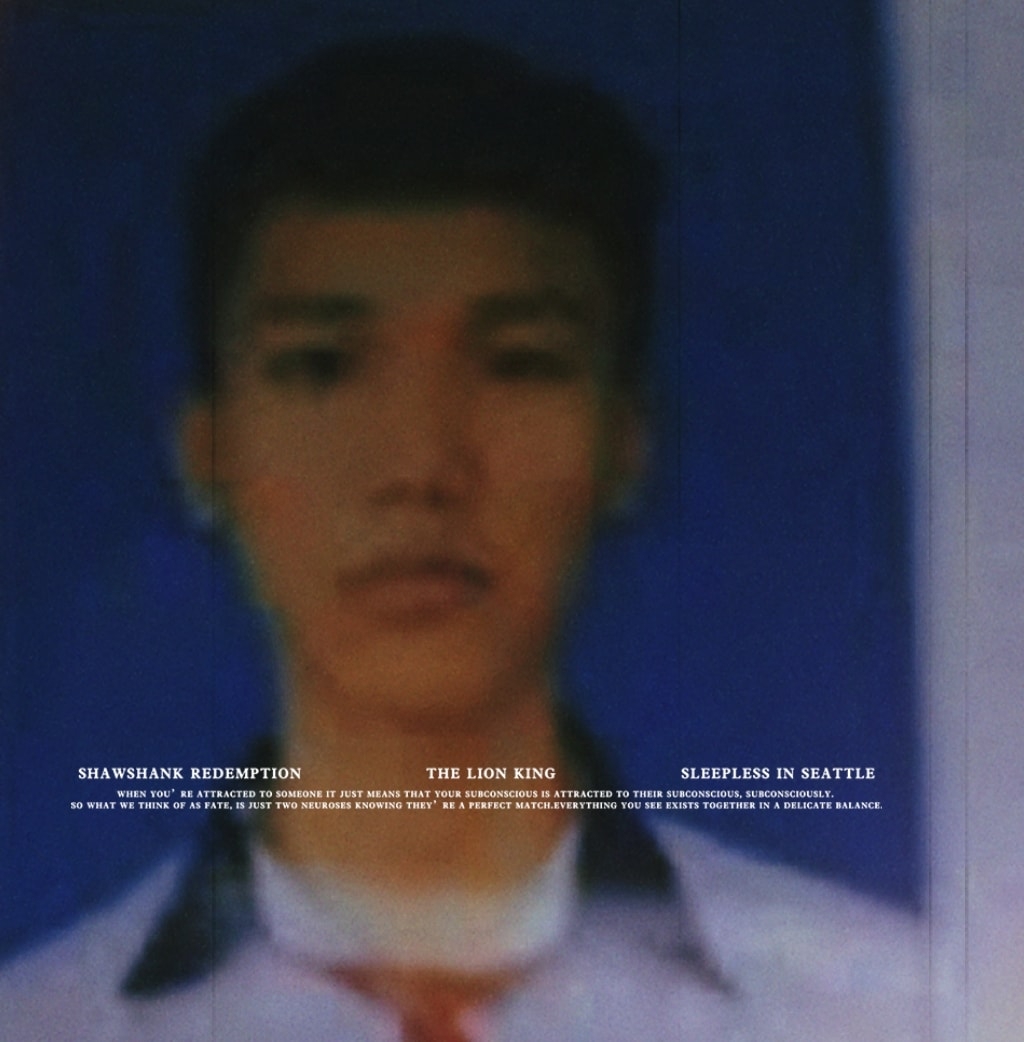 SHAWSHANK REDEMPTION THE LION KING SLEEPLESS IN SEATTLE
WHEN YOU' RE ATTRACTED TO SOMEONE IT JUST MEANS THAT YOUR SUBCONSCIOUS IS ATTRACTED TO THEIR SUBCONSCIOUS, SUBCONSCIOUSLY.
SO WHAT WE THINK OF AS FATE, IS JUST TWO NEUROSES KNOWING THEY' RE A PERFECT MATCH.EVERYTHING YOU SEE EXISTS TOGETHER IN A DELICATE BALANCE.